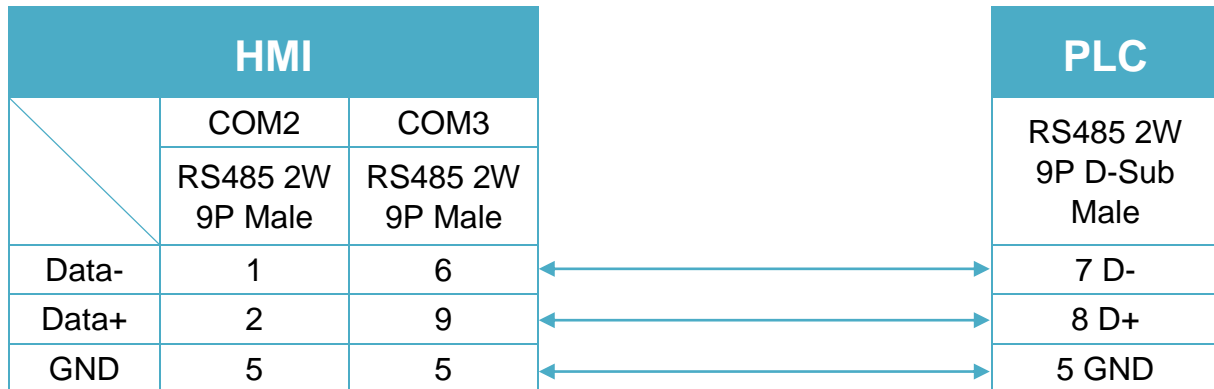 HMI
PLC
COM2
COM3
RS485 2W
9P Male
RS485 2W
9P Male
RS485 2W
9P D-Sub
Male
Data-
1
6
7 D-
Data+
2
9
8 D+
GND
5
5
5 GND